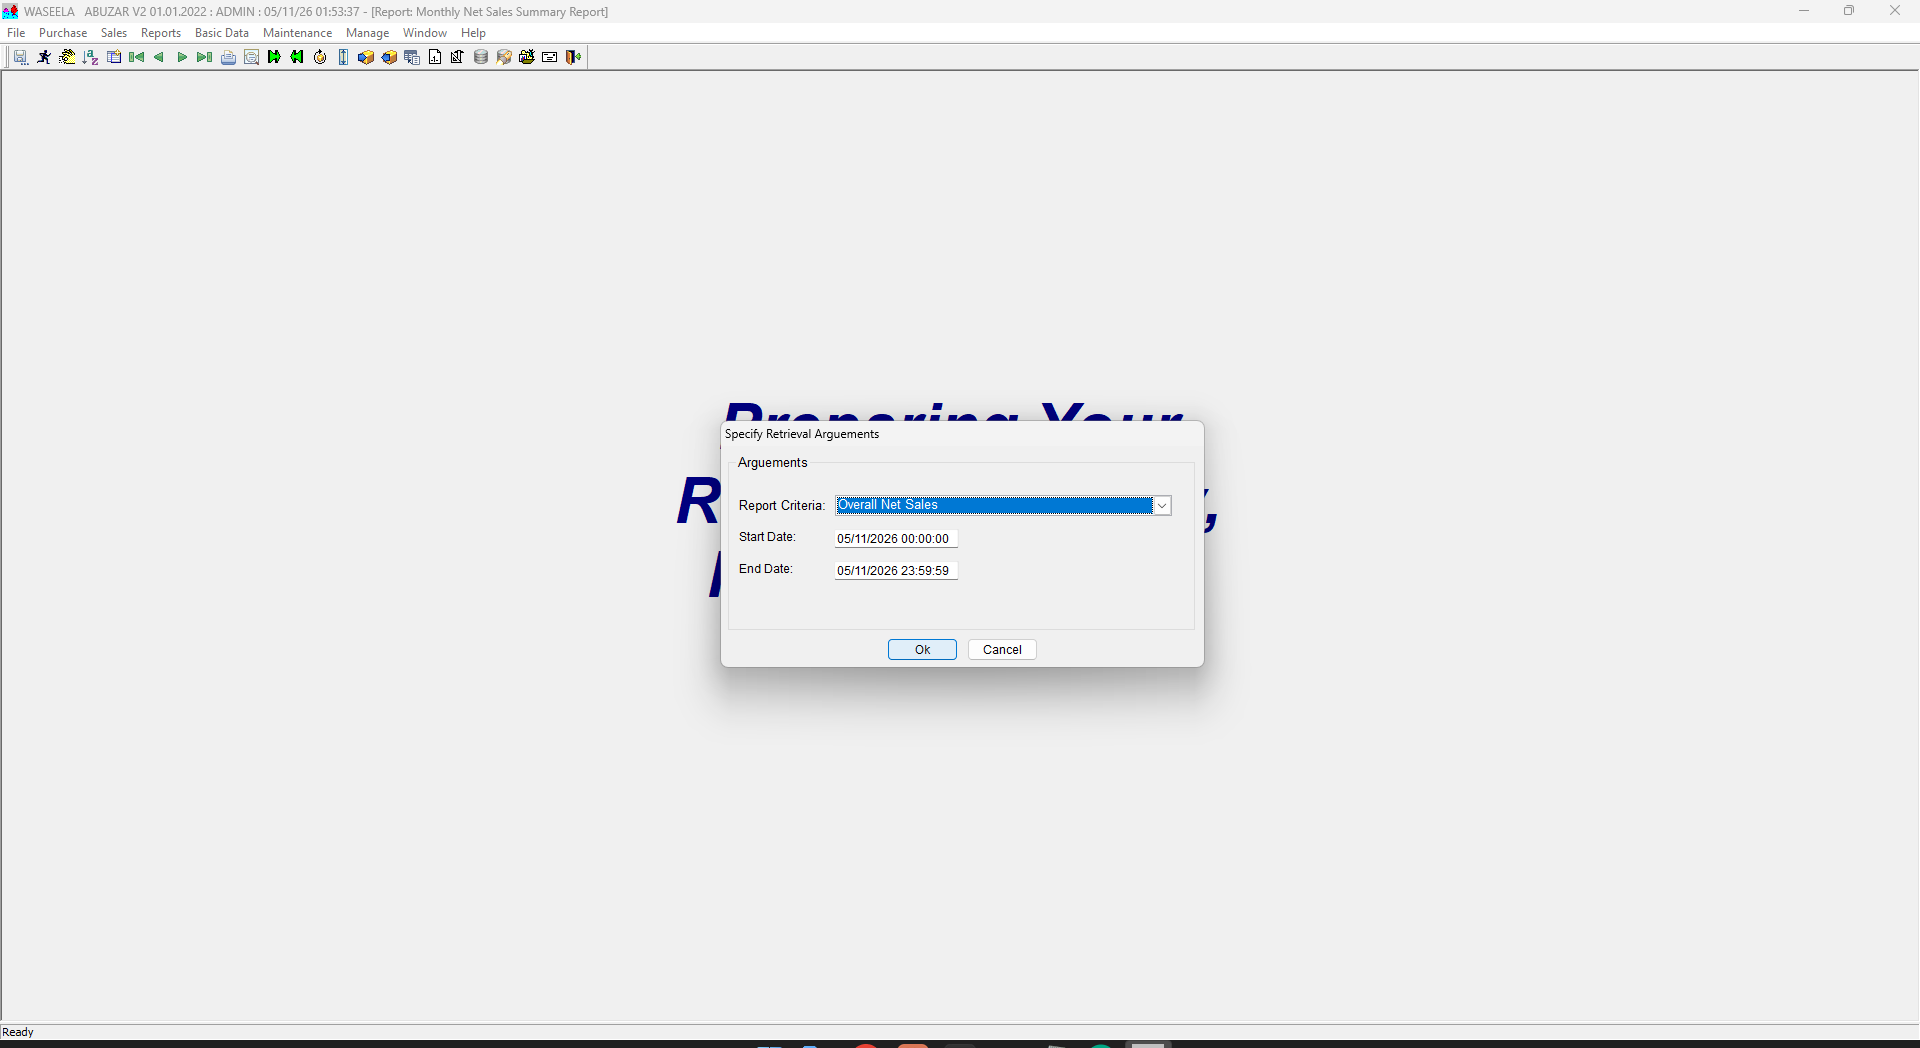 WASEELA   ABUZAR V2 01.01.2022 : ADMIN : 05/11/26 01:53:37 - [Report: Monthly Net Sales Summary Report]
File Purchase Sales Reports Basic Data Maintenance Manage Window Help
Preparing Your
R
Specify Retrieval Arguements
Arguements
Report Criteria: Overall Net Sales
Start Date: 05/11/2026 00:00:00
End Date: 05/11/2026 23:59:59
Ok Cancel
Ready